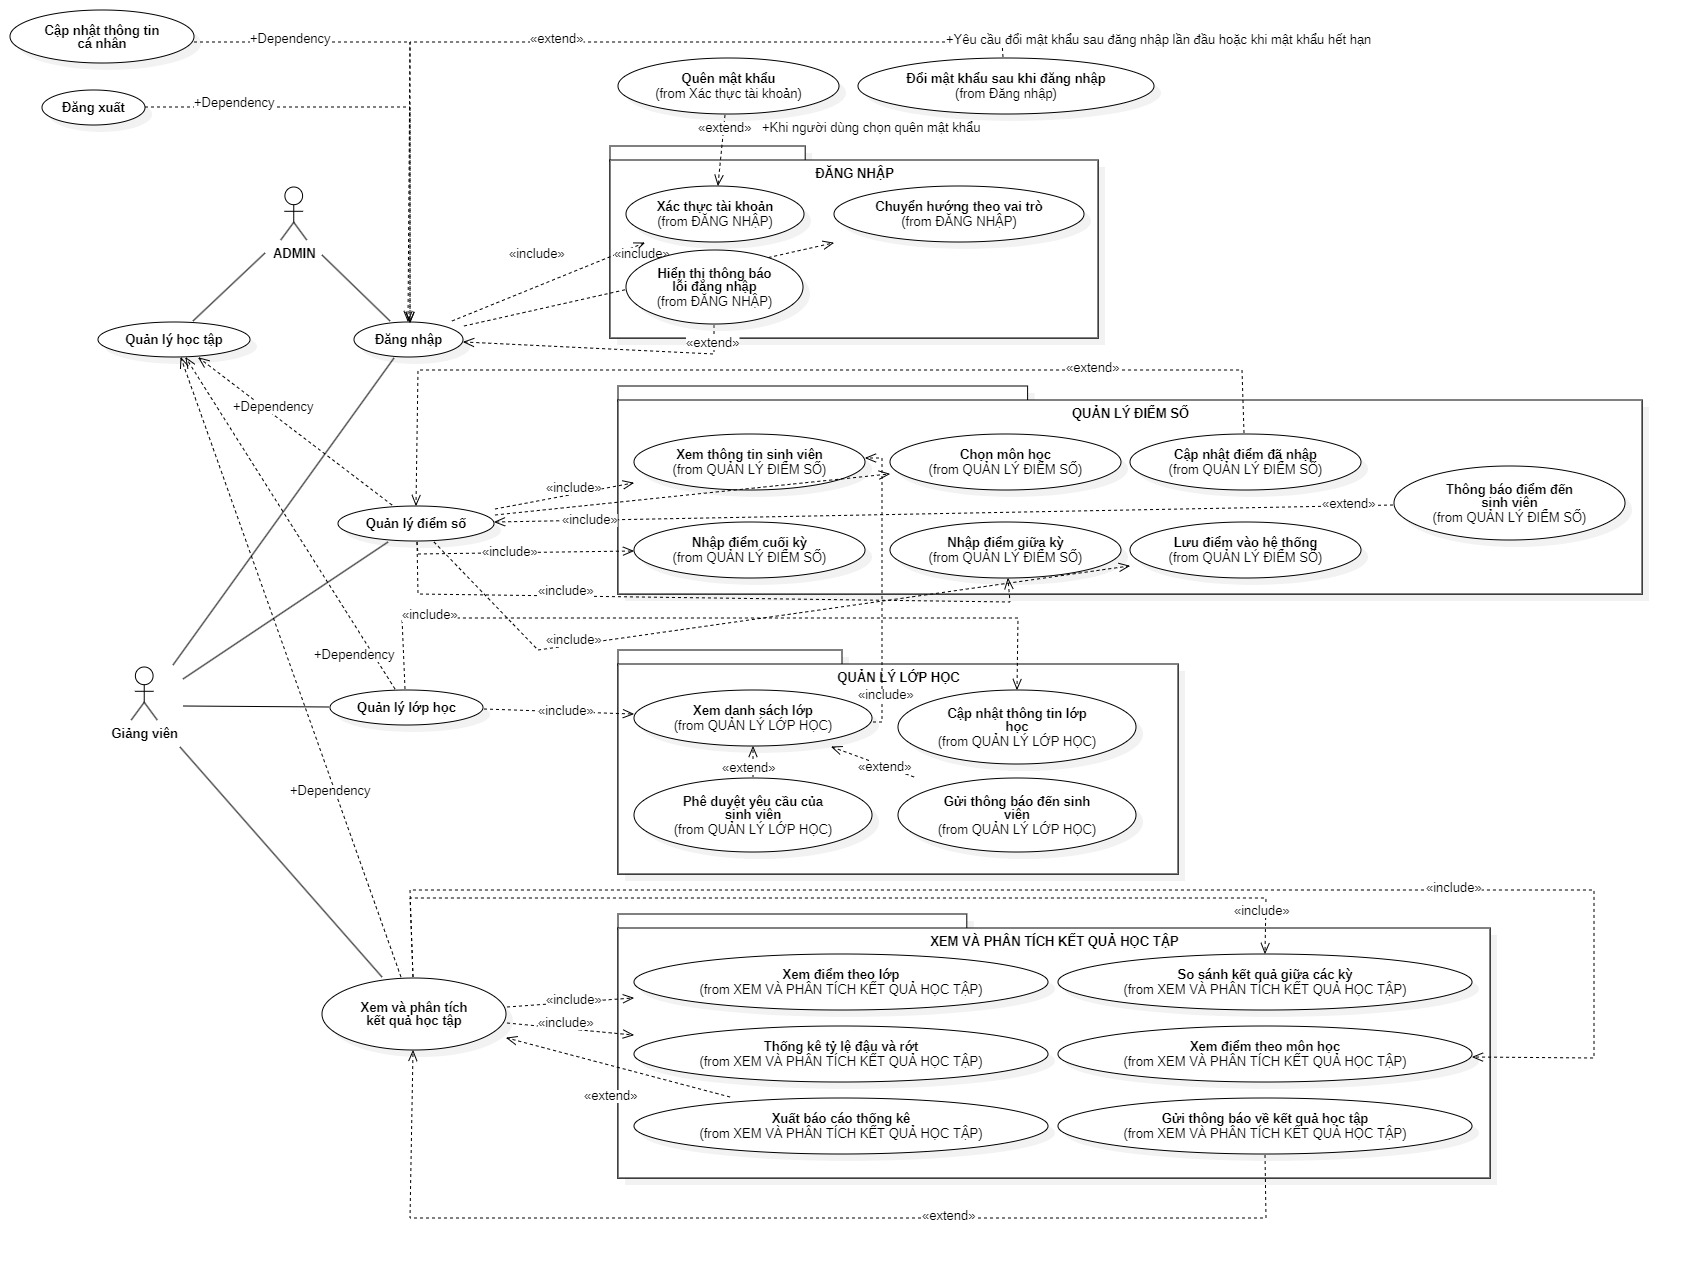 Cập nhật thông tin
cá nhân
+Dependency
«extend»
+Yêu cầu đổi mật khẩu sau đăng nhập lần đầu hoặc khi mật khẩu hết hạn
Quên mật khẩu
(from Xác thực tài khoản)
Đổi mật khẩu sau khi đăng nhập
(from Đăng nhập)
Đăng xuất
+Dependency
«extend»
+Khi người dùng chọn quên mật khẩu
ĐĂNG NHẬP
Xác thực tài khoản
(from ĐĂNG NHẬP)
Chuyển hướng theo vai trò
(from ĐĂNG NHẬP)
ADMIN
«include»
«include»
Hiển thị thông báo
lỗi đăng nhập
(from ĐĂNG NHẬP)
Quản lý học tập
Đăng nhập
«extend»
«extend»
+Dependency
QUẢN LÝ ĐIỂM SỐ
Xem thông tin sinh viên
(from QUẢN LÝ ĐIỂM SỐ)
Chọn môn học
(from QUẢN LÝ ĐIỂM SỐ)
Cập nhật điểm đã nhập
(from QUẢN LÝ ĐIỂM SỐ)
Thông báo điểm đến
sinh viên
(from QUẢN LÝ ĐIỂM SỐ)
«include»
«extend»
Quản lý điểm số
«include»
Nhập điểm cuối kỳ
(from QUẢN LÝ ĐIỂM SỐ)
Nhập điểm giữa kỳ
(from QUẢN LÝ ĐIỂM SỐ)
Lưu điểm vào hệ thống
(from QUẢN LÝ ĐIỂM SỐ)
«include»
«include»
«include»
«include»
+Dependency
QUẢN LÝ LỚP HỌC
«include»
Giảng viên
Quản lý lớp học
«include»
Xem danh sách lớp
(from QUẢN LÝ LỚP HỌC)
Cập nhật thông tin lớp
học
(from QUẢN LÝ LỚP HỌC)
«extend»
«extend»
+Dependency
Phê duyệt yêu cầu của
sinh viên
(from QUẢN LÝ LỚP HỌC)
Gửi thông báo đến sinh
viên
(from QUẢN LÝ LỚP HỌC)
«include»
«include»
XEM VÀ PHÂN TÍCH KẾT QUẢ HỌC TẬP
Xem điểm theo lớp
(from XEM VÀ PHÂN TÍCH KẾT QUẢ HỌC TẬP)
So sánh kết quả giữa các kỳ
(from XEM VÀ PHÂN TÍCH KẾT QUẢ HỌC TẬP)
Xem và phân tích
kết quả học tập
«include»
«include»
Thống kê tỷ lệ đậu và rớt
(from XEM VÀ PHÂN TÍCH KẾT QUẢ HỌC TẬP)
Xem điểm theo môn học
(from XEM VÀ PHÂN TÍCH KẾT QUẢ HỌC TẬP)
«extend»
Xuất báo cáo thống kê
(from XEM VÀ PHÂN TÍCH KẾT QUẢ HỌC TẬP)
Gửi thông báo về kết quả học tập
(from XEM VÀ PHÂN TÍCH KẾT QUẢ HỌC TẬP)
«extend»